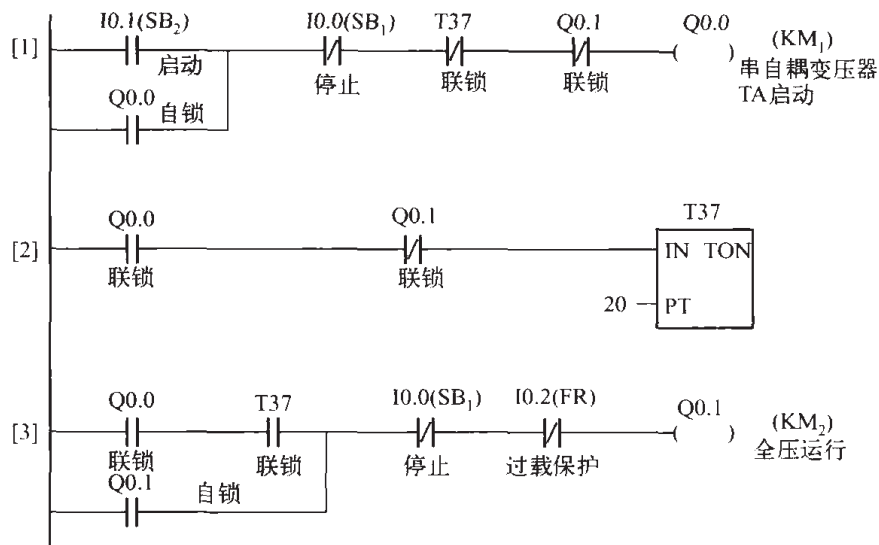 I0.1(SB₂) I0.0(SB₁) T37 Q0.1 Q0.0
[1] ( ) (KM₁)
启动 停止 联锁 联锁 串自耦变压器
TA启动
Q0.0
自锁
Q0.0 Q0.1 T37
[2] IN TON
联锁 联锁
20 PT
Q0.0 T37 I0.0(SB₁) I0.2(FR) Q0.1
[3] ( ) (KM₂)
联锁 联锁 停止 过载保护 全压运行
Q0.1 自锁